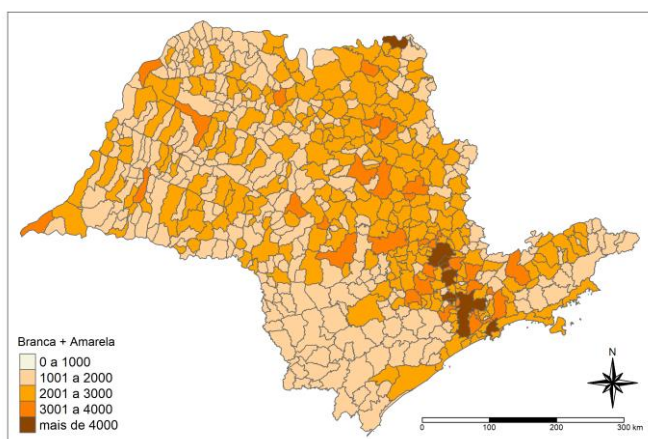 Branca + Amarela
0 a 1000
1001 a 2000
2001 a 3000
3001 a 4000
mais de 4000
N
0 100 200 300 km